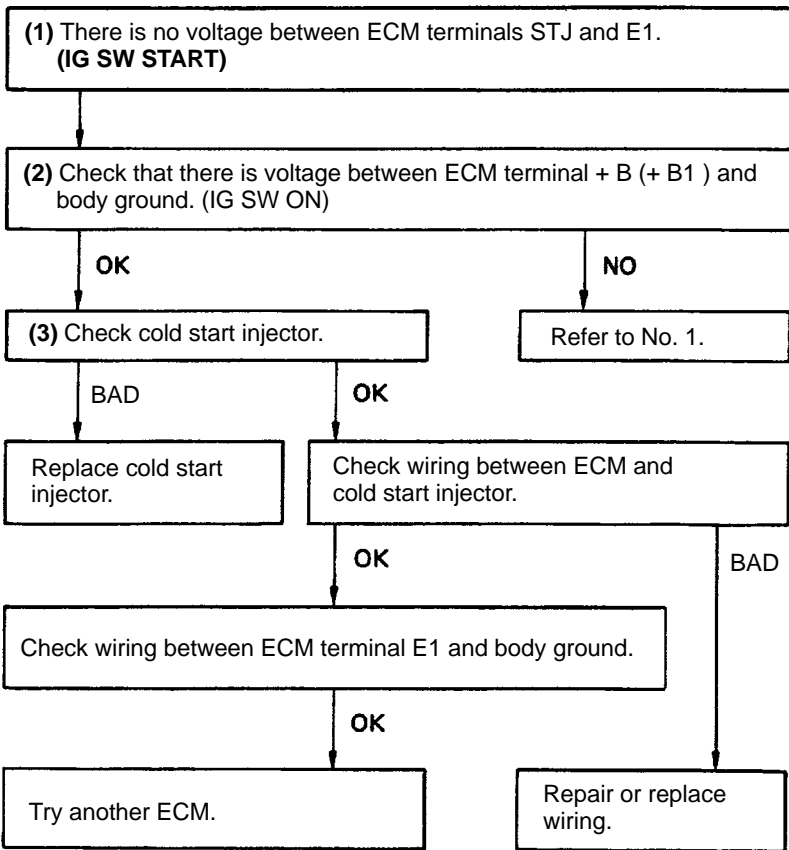 (1) There is no voltage between ECM terminals STJ and E1.
(IG SW START)
(2) Check that there is voltage between ECM terminal + B (+ B1 ) and
body ground. (IG SW ON)
OK
NO
(3) Check cold start injector.
Refer to No. 1.
BAD
OK
Replace cold start
injector.
Check wiring between ECM and
cold start injector.
OK
BAD
Check wiring between ECM terminal E1 and body ground.
OK
Try another ECM.
Repair or replace
wiring.